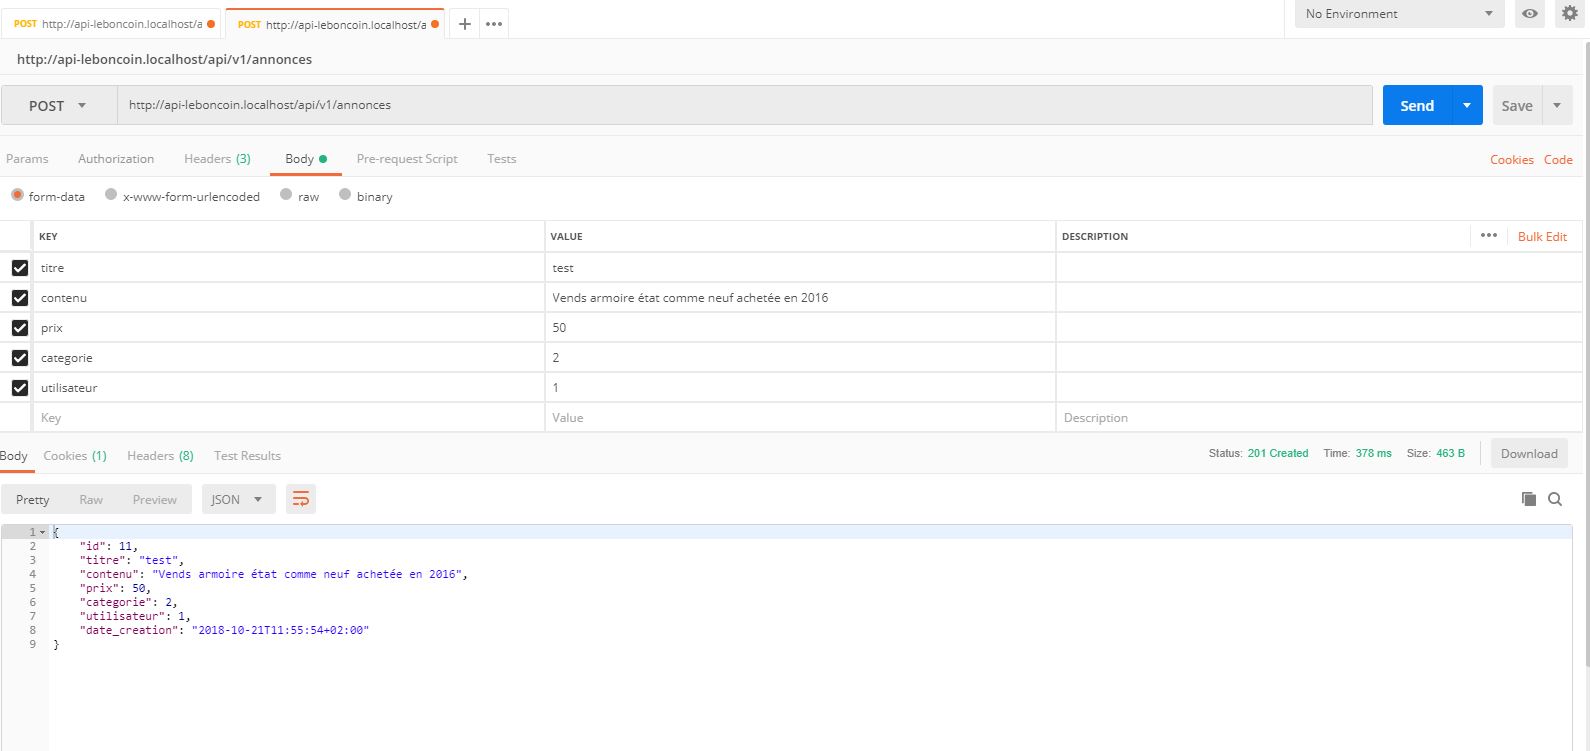 POST http://api-leboncoin.localhost/a POST http://api-leboncoin.localhost/a + ••• No Environment
http://api-leboncoin.localhost/api/v1/annonces
POST http://api-leboncoin.localhost/api/v1/annonces Send Save
Params Authorization Headers (3) Body Pre-request Script Tests Cookies Code
form-data x-www-form-urlencoded raw binary
KEY VALUE DESCRIPTION ••• Bulk Edit
titre test
contenu Vends armoire état comme neuf achetée en 2016
prix 50
categorie 2
utilisateur 1
Key Value Description
Body Cookies (1) Headers (8) Test Results Status: 201 Created Time: 378 ms Size: 463 B Download
Pretty Raw Preview JSON
1 {
2 "id": 11,
3 "titre": "test",
4 "contenu": "Vends armoire état comme neuf achetée en 2016",
5 "prix": 50,
6 "categorie": 2,
7 "utilisateur": 1,
8 "date_creation": "2018-10-21T11:55:54+02:00"
9 }